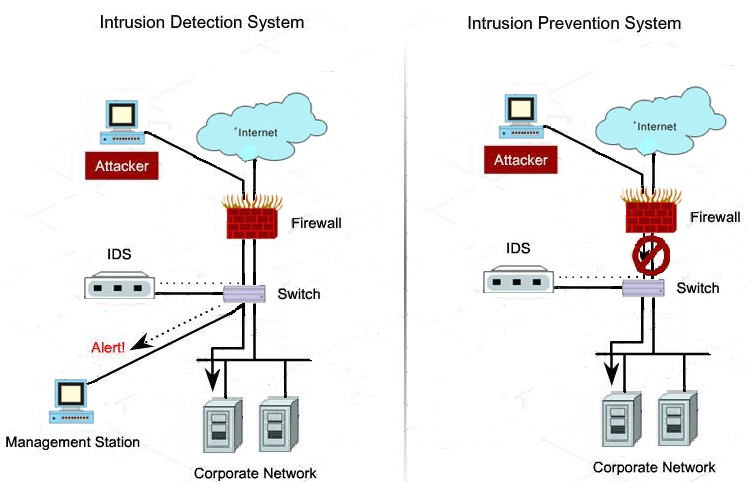 Intrusion Detection System
Internet
Attacker
Firewall
IDS
Switch
Alert!
Management Station
Corporate Network
Intrusion Prevention System
Internet
Attacker
Firewall
IDS
Switch
Corporate Network